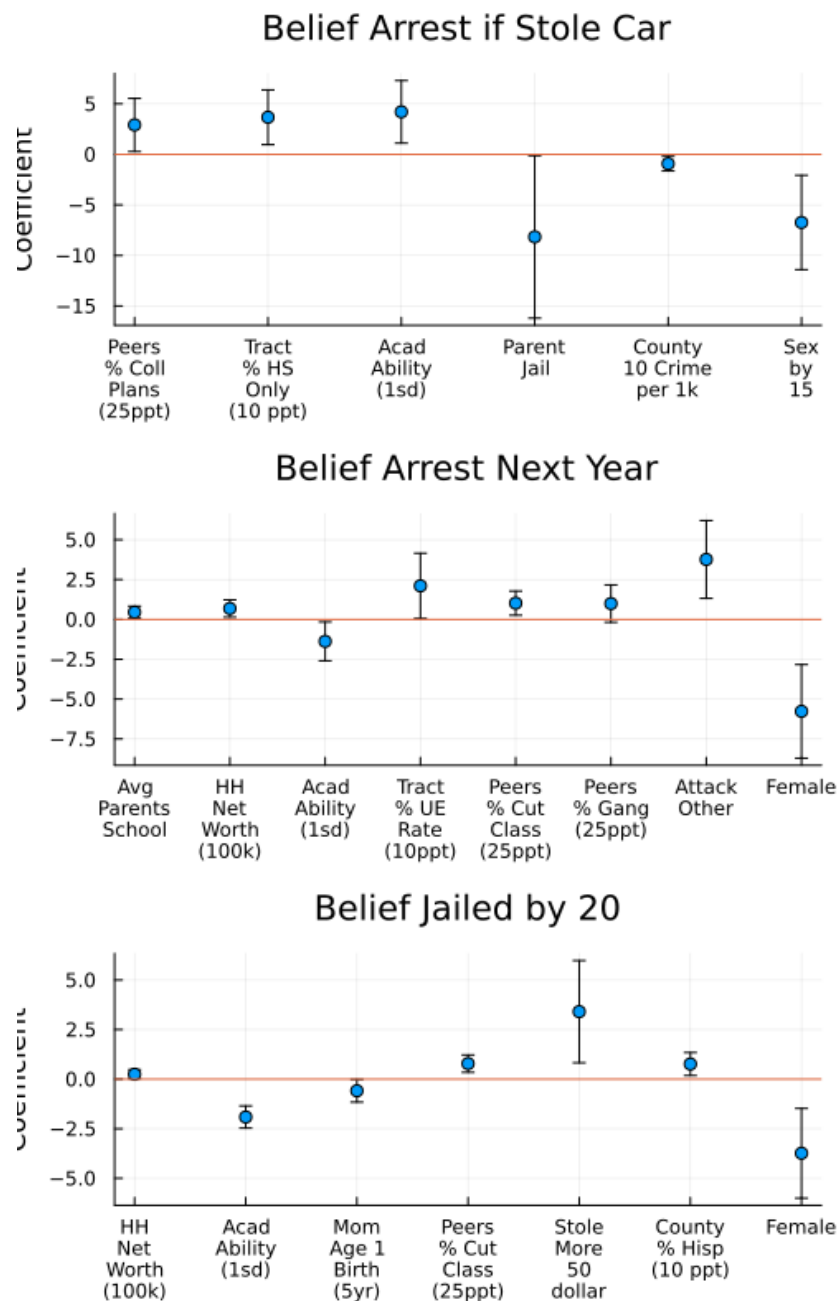 Belief Arrest if Stole Car
Coefficient
5
0
−5
−10
−15
Peers
% Coll
Plans
(25ppt)
Tract
% HS
Only
(10 ppt)
Acad
Ability
(1sd)
Parent
Jail
County
10 Crime
per 1k
Sex
by
15
Belief Arrest Next Year
Coefficient
5.0
2.5
0.0
−2.5
−5.0
−7.5
Avg
Parents
School
HH
Net
Worth
(100k)
Acad
Ability
(1sd)
Tract
% UE
Rate
(10ppt)
Peers
% Cut
Class
(25ppt)
Peers
% Gang
(25ppt)
Attack
Other
Female
Belief Jailed by 20
Coefficient
5.0
2.5
0.0
−2.5
−5.0
HH
Net
Worth
(100k)
Acad
Ability
(1sd)
Mom
Age 1
Birth
(5yr)
Peers
% Cut
Class
(25ppt)
Stole
More
50
dollar
County
% Hisp
(10 ppt)
Female